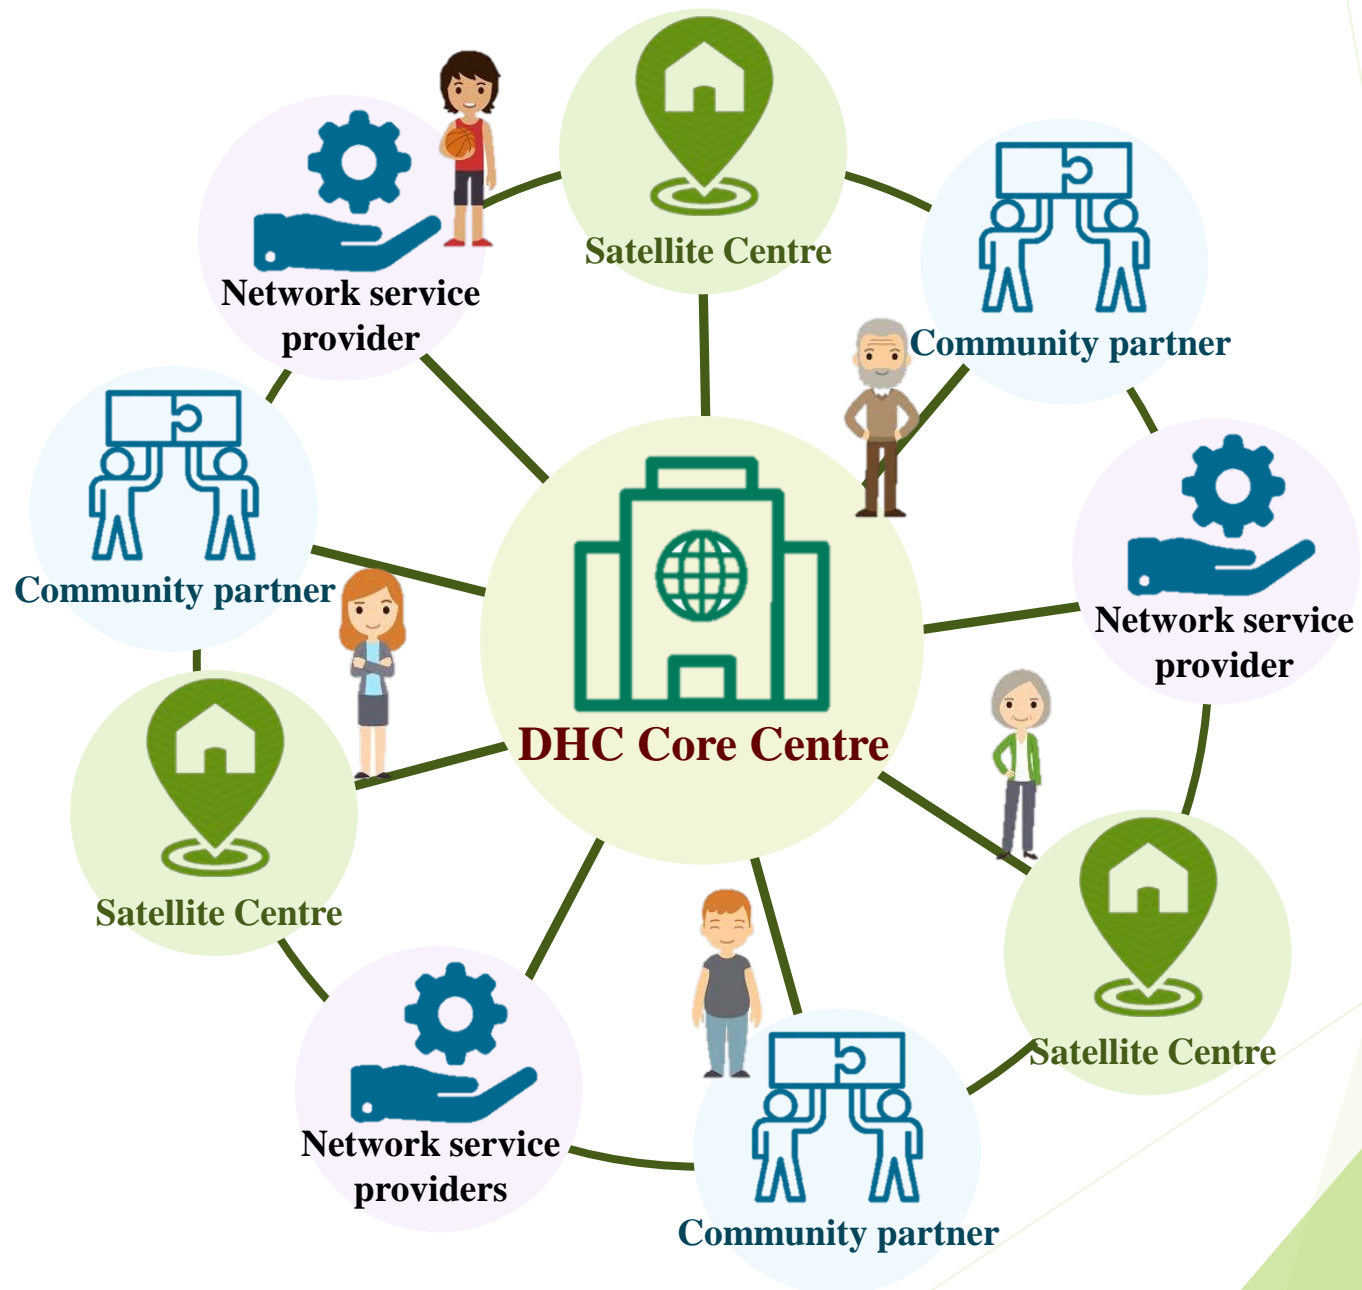 Satellite Centre
Network service
provider
Community partner
Network service
provider
Community partner
DHC Core Centre
Satellite Centre
Satellite Centre
Network service
providers
Community partner